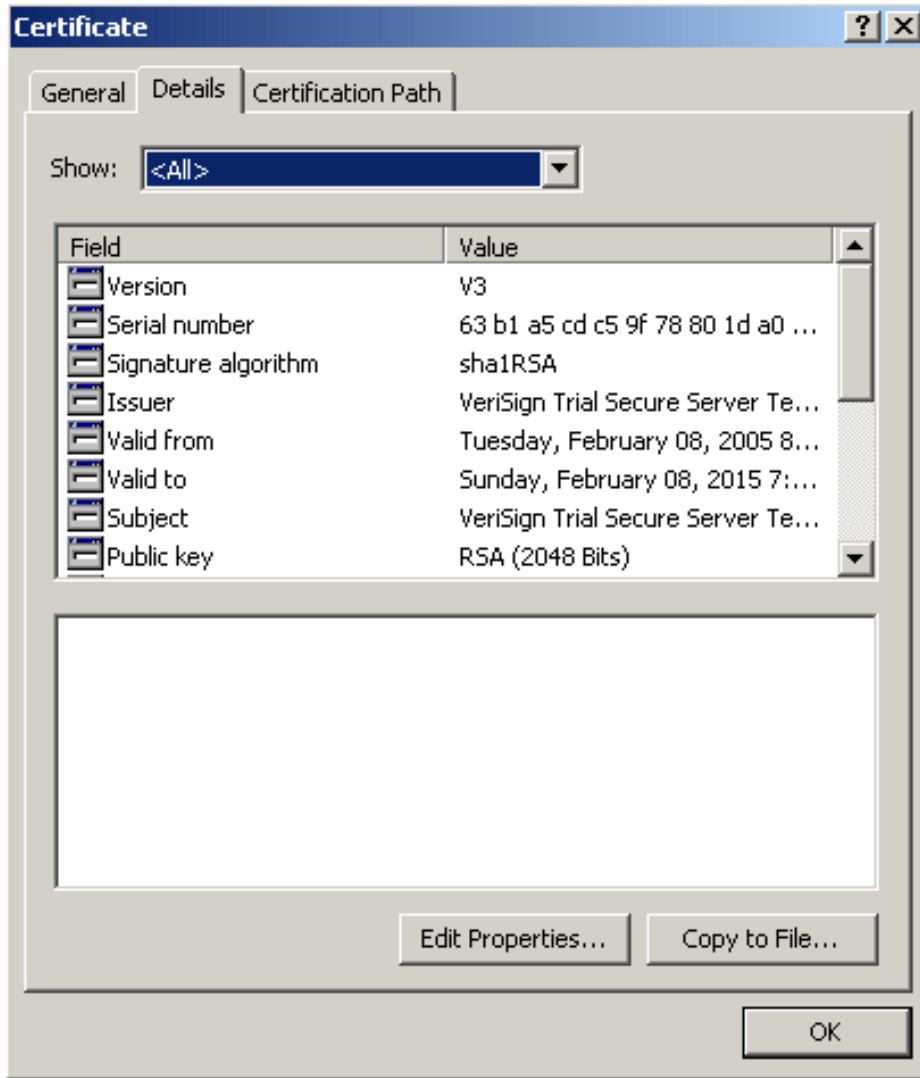 Certificate
General Details Certification Path
Show: <All>
Field Value
Version V3
Serial number 63 b1 a5 cd c5 9f 78 80 1d a0 ...
Signature algorithm sha1RSA
Issuer VeriSign Trial Secure Server Te...
Valid from Tuesday, February 08, 2005 8...
Valid to Sunday, February 08, 2015 7:...
Subject VeriSign Trial Secure Server Te...
Public key RSA (2048 Bits)
Edit Properties... Copy to File...
OK